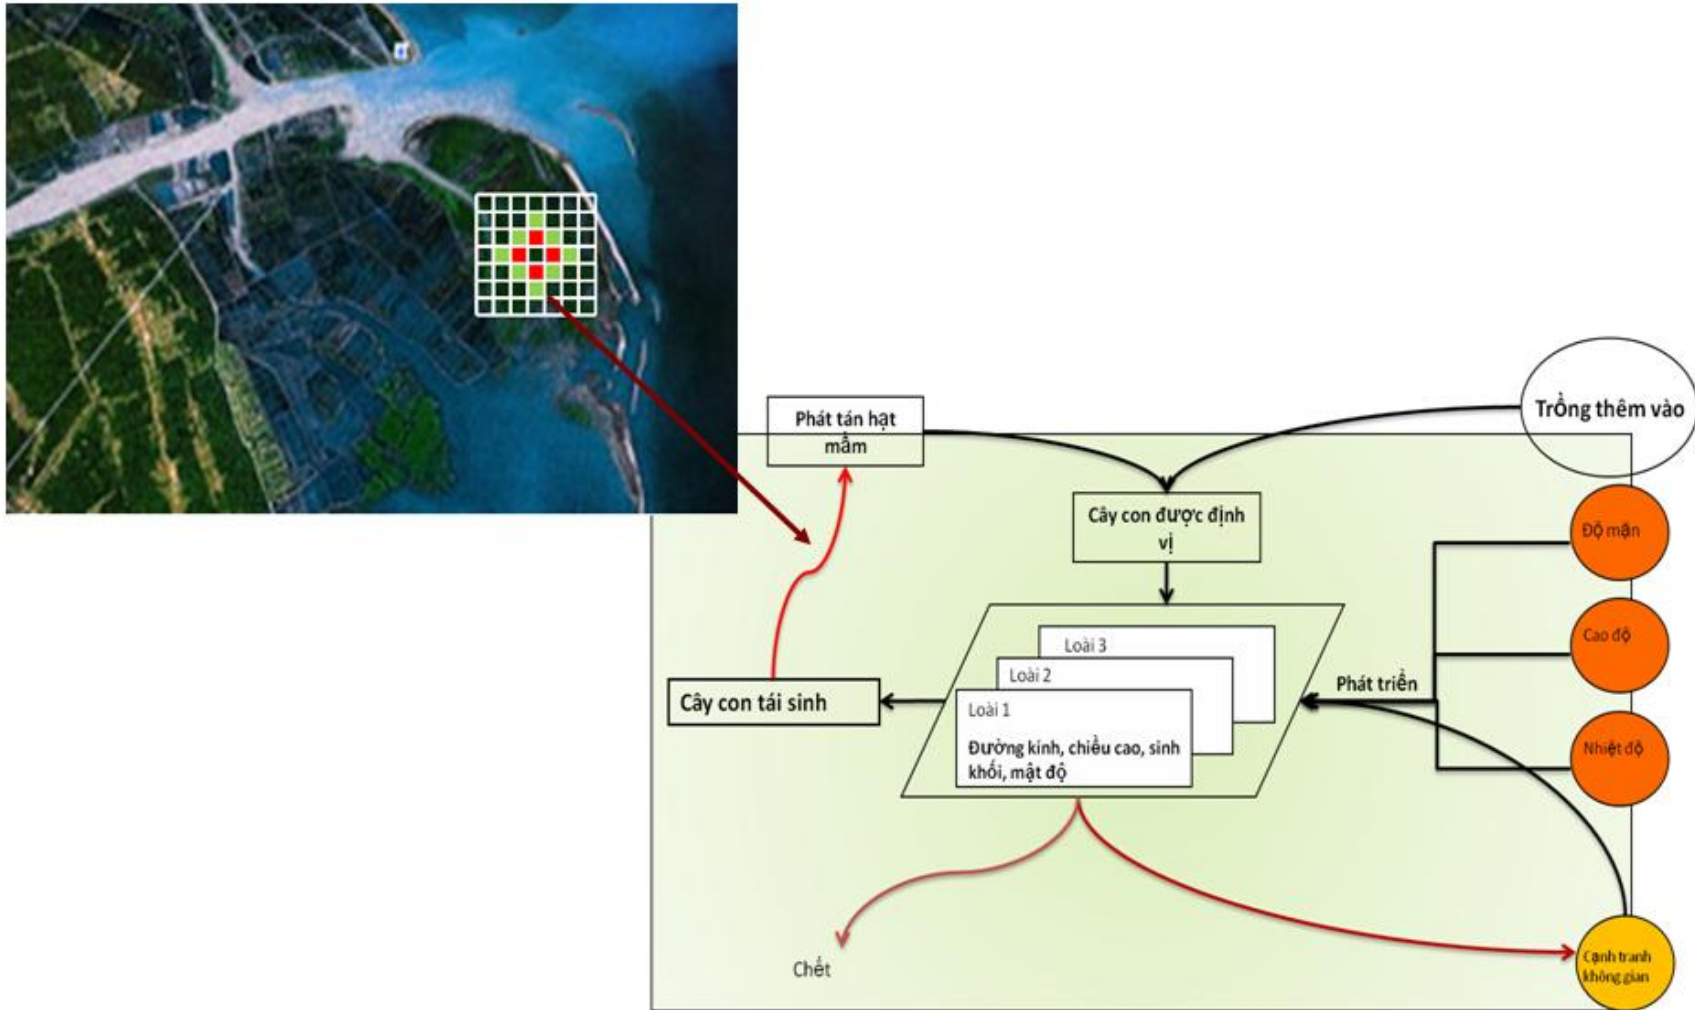 Phát tán hạt
mầm
Trồng thêm vào
Cây con được định
vị
Độ mặn
Cao độ
Nhiệt độ
Loài 3
Loài 2
Loài 1
Đường kính, chiều cao, sinh
khối, mật độ
Phát triển
Cây con tái sinh
Chết
Cạnh tranh
không gian